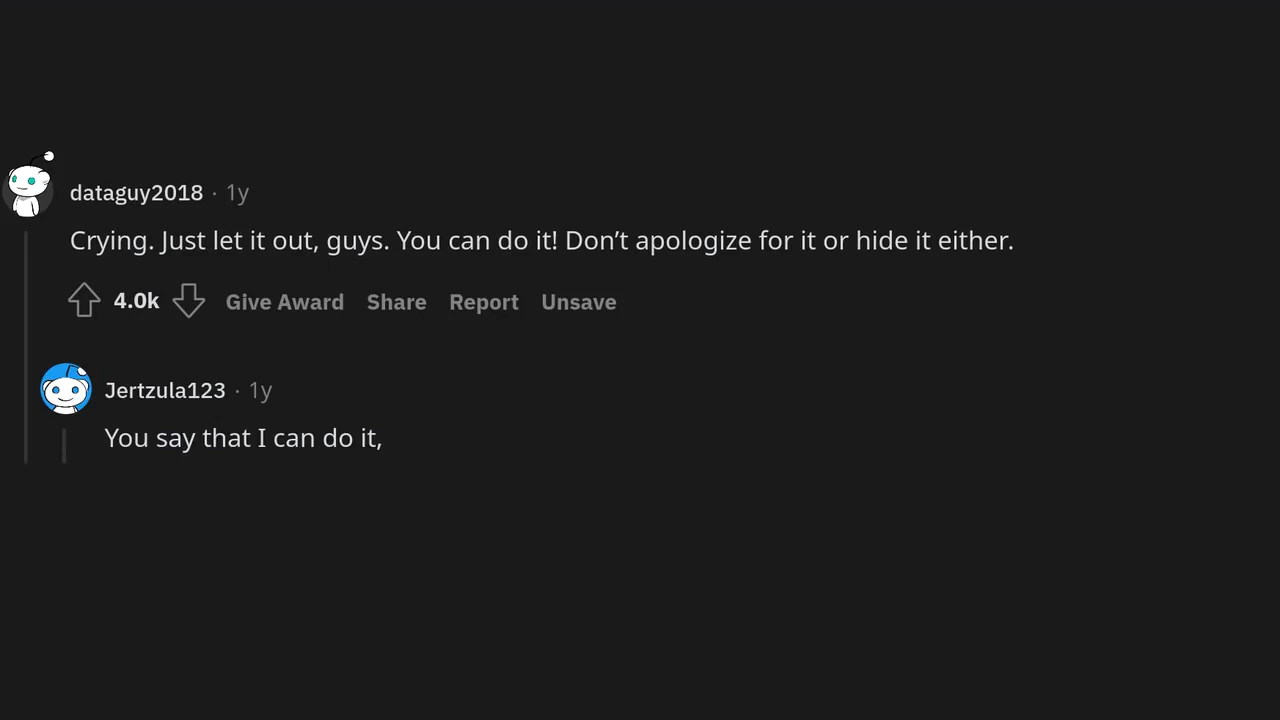 dataguy2018 · 1y
Crying. Just let it out, guys. You can do it! Don’t apologize for it or hide it either.
4.0k Give Award Share Report Unsave
Jertzula123 · 1y
You say that I can do it,